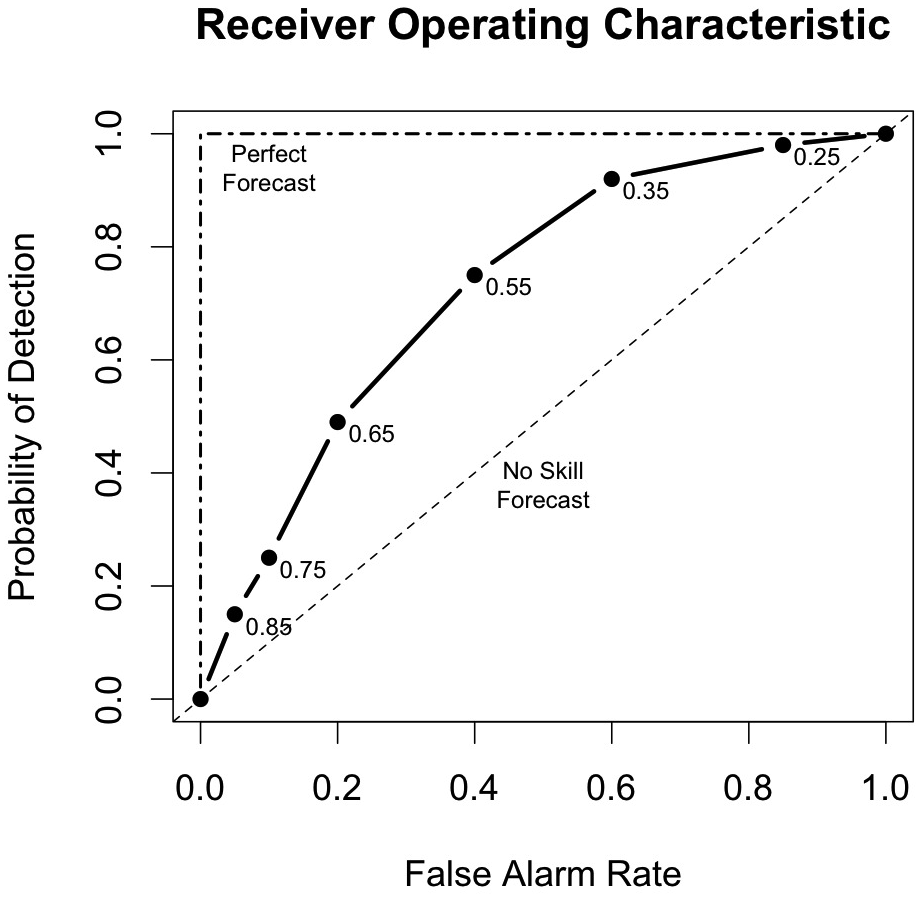 Receiver Operating Characteristic
Probability of Detection
1.0
0.8
0.6
0.4
0.2
0.0
Perfect
Forecast
0.25
0.35
0.55
0.65
No Skill
Forecast
0.75
0.85
0.0 0.2 0.4 0.6 0.8 1.0
False Alarm Rate